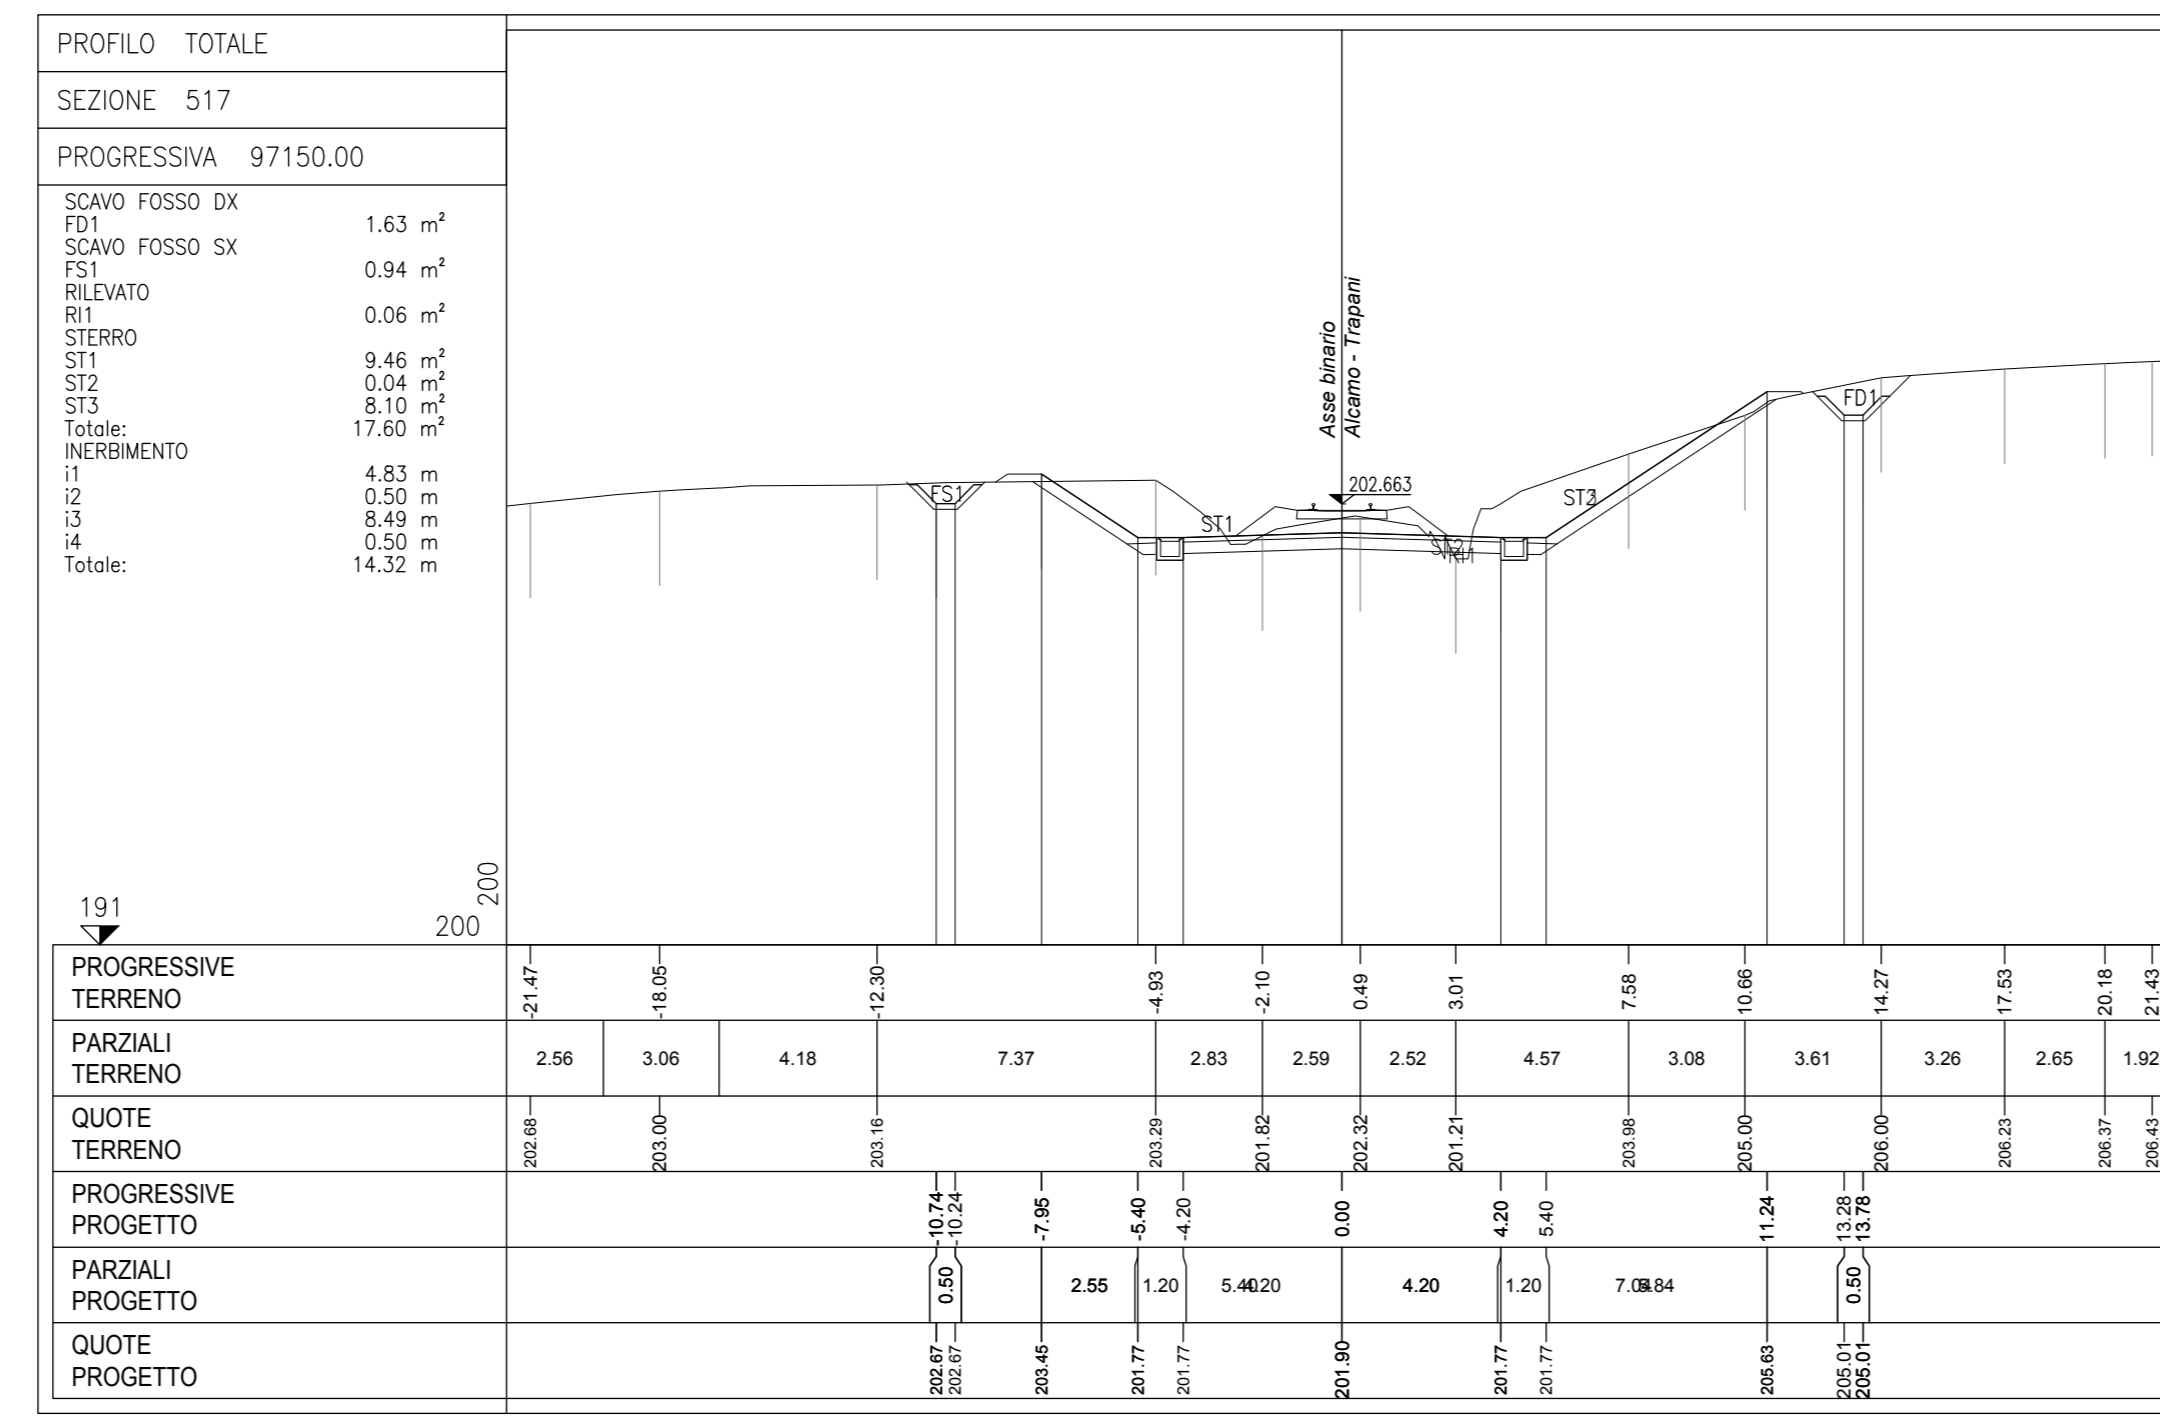 PROFILO TOTALE
SEZIONE 517
PROGRESSIVA 97150.00
SCAVO FOSSO DX
FD1 1.63 m²
SCAVO FOSSO SX
FS1 0.94 m²
RILEVATO
RI1 0.06 m²
STERRO
ST1 9.46 m²
ST2 0.04 m²
ST3 8.10 m²
Totale: 17.60 m²
INERBIMENTO
i1 4.83 m
i2 0.50 m
i3 8.49 m
i4 0.50 m
Totale: 14.32 m
Asse binario
Alcamo - Trapani
202.663
FS1
ST1
FD1
191
200
200
PROGRESSIVE
TERRENO
-21.47 -18.05 -12.30 -4.93 -2.10 0.49 3.01 7.58 10.66 14.27 17.53 20.18 21.43
PARZIALI
TERRENO
2.56 3.06 4.18 7.37 2.83 2.59 2.52 4.57 3.08 3.61 3.26 2.65 1.92
QUOTE
TERRENO
202.68 203.00 203.16 203.29 201.82 202.32 201.21 203.98 205.00 206.00 206.23 206.37 206.43
PROGRESSIVE
PROGETTO
-10.74 -10.24 -7.95 -5.40 -4.20 0.00 4.20 5.40 11.24 13.28 13.78
PARZIALI
PROGETTO
0.50 2.55 1.20 4.20 1.20 0.50
QUOTE
PROGETTO
202.67 202.67 203.45 201.77 201.77 201.90 201.77 201.77 205.63 205.01 205.01